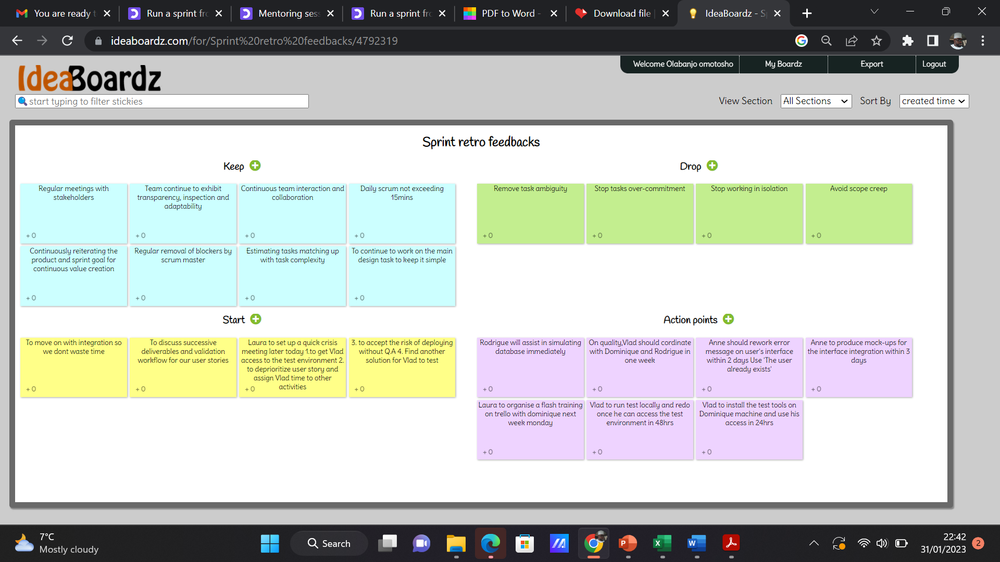 You are ready t
Run a sprint fro
Mentoring sess
Run a sprint fro
PDF to Word -
Download file |
IdeaBoardz - Sp
ideaboardz.com/for/Sprint%20retro%20feedbacks/4792319
Welcome Olabanjo omotosho
My Boardz
Export
Logout
IdeaBoardz
start typing to filter stickies
View Section
All Sections
Sort By
created time
Sprint retro feedbacks
Keep
Regular meetings with
stakeholders
+ 0
Team continue to exhibit
transparency, inspection and
adaptability
+ 0
Continuous team interaction and
collaboration
+ 0
Daily scrum not exceeding
15mins
+ 0
Continuously reiterating the
product and sprint goal for
continuous value creation
+ 0
Regular removal of blockers by
scrum master
+ 0
Estimating tasks matching up
with task complexity
+ 0
To continue to work on the main
design task to keep it simple
+ 0
Drop
Remove task ambiguity
+ 0
Stop tasks over-commitment
+ 0
Stop working in isolation
+ 0
Avoid scope creep
+ 0
Start
To move on with integration so
we dont waste time
+ 0
To discuss successive
deliverables and validation
workflow for our user stories
+ 0
Laura to set up a quick crisis
meeting later today 1.to get Vlad
access to the test environment 2.
to deprioritize user story and
assign Vlad time to other
activities
+ 0
3. to accept the risk of deploying
without Q.A 4. Find another
solution for Vlad to test
+ 0
Action points
Rodrigue will assist in simulating
database immediately
+ 0
On quality,Vlad should cordinate
with Dominique and Rodrigue in
one week
+ 0
Anne should rework error
message on user's interface
within 2 days Use 'The user
already exists'
+ 0
Anne to produce mock-ups for
the interface integration within 3
days
+ 0
Laura to organise a flash training
on trello with dominique next
week monday
+ 0
Vlad to run test locally and redo
once he can access the test
environment in 48hrs
+ 0
Vlad to install the test tools on
Dominique machine and use his
access in 24hrs
+ 0
7°C
Mostly cloudy
Search
22:42
31/01/2023
2